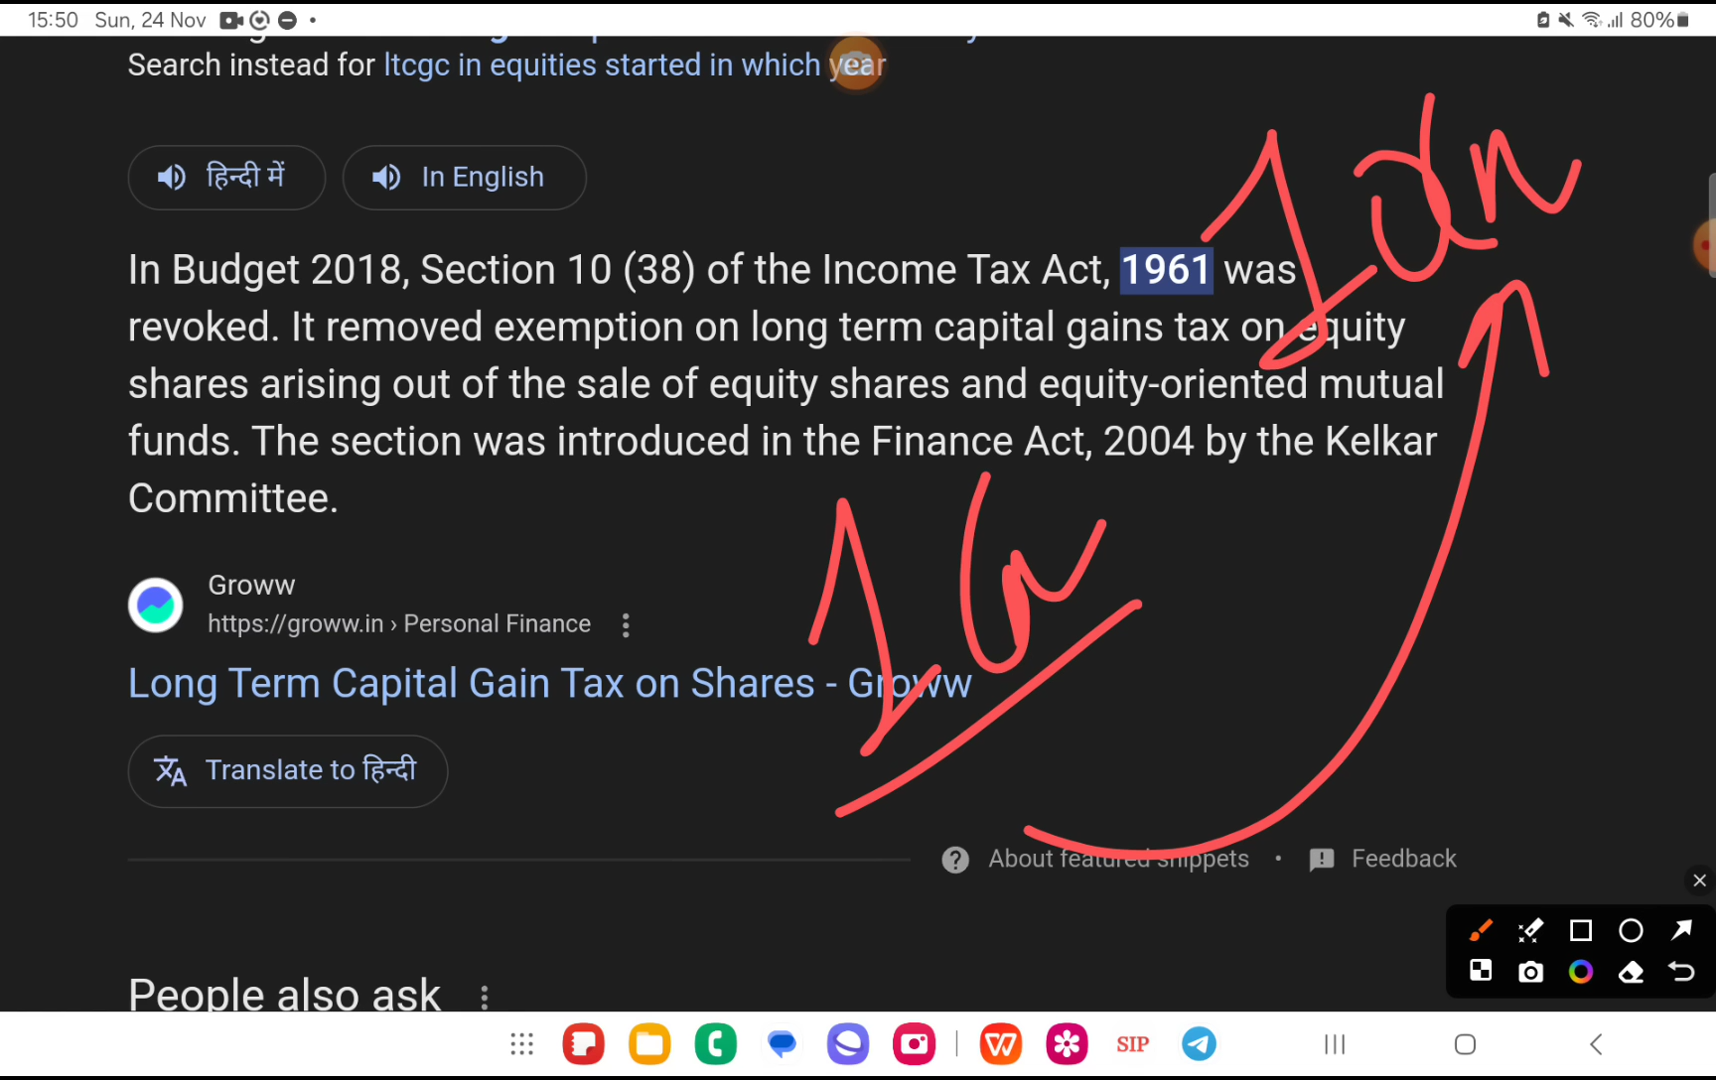 15:50 Sun, 24 Nov
80%
Search instead for ltcgc in equities started in which year
हिन्दी में
In English
In Budget 2018, Section 10 (38) of the Income Tax Act, 1961 was
revoked. It removed exemption on long term capital gains tax on equity
shares arising out of the sale of equity shares and equity-oriented mutual
funds. The section was introduced in the Finance Act, 2004 by the Kelkar
Committee.
Groww
https://groww.in › Personal Finance
Long Term Capital Gain Tax on Shares - Groww
Translate to हिन्दी
About featured snippets • Feedback
People also ask
SIP